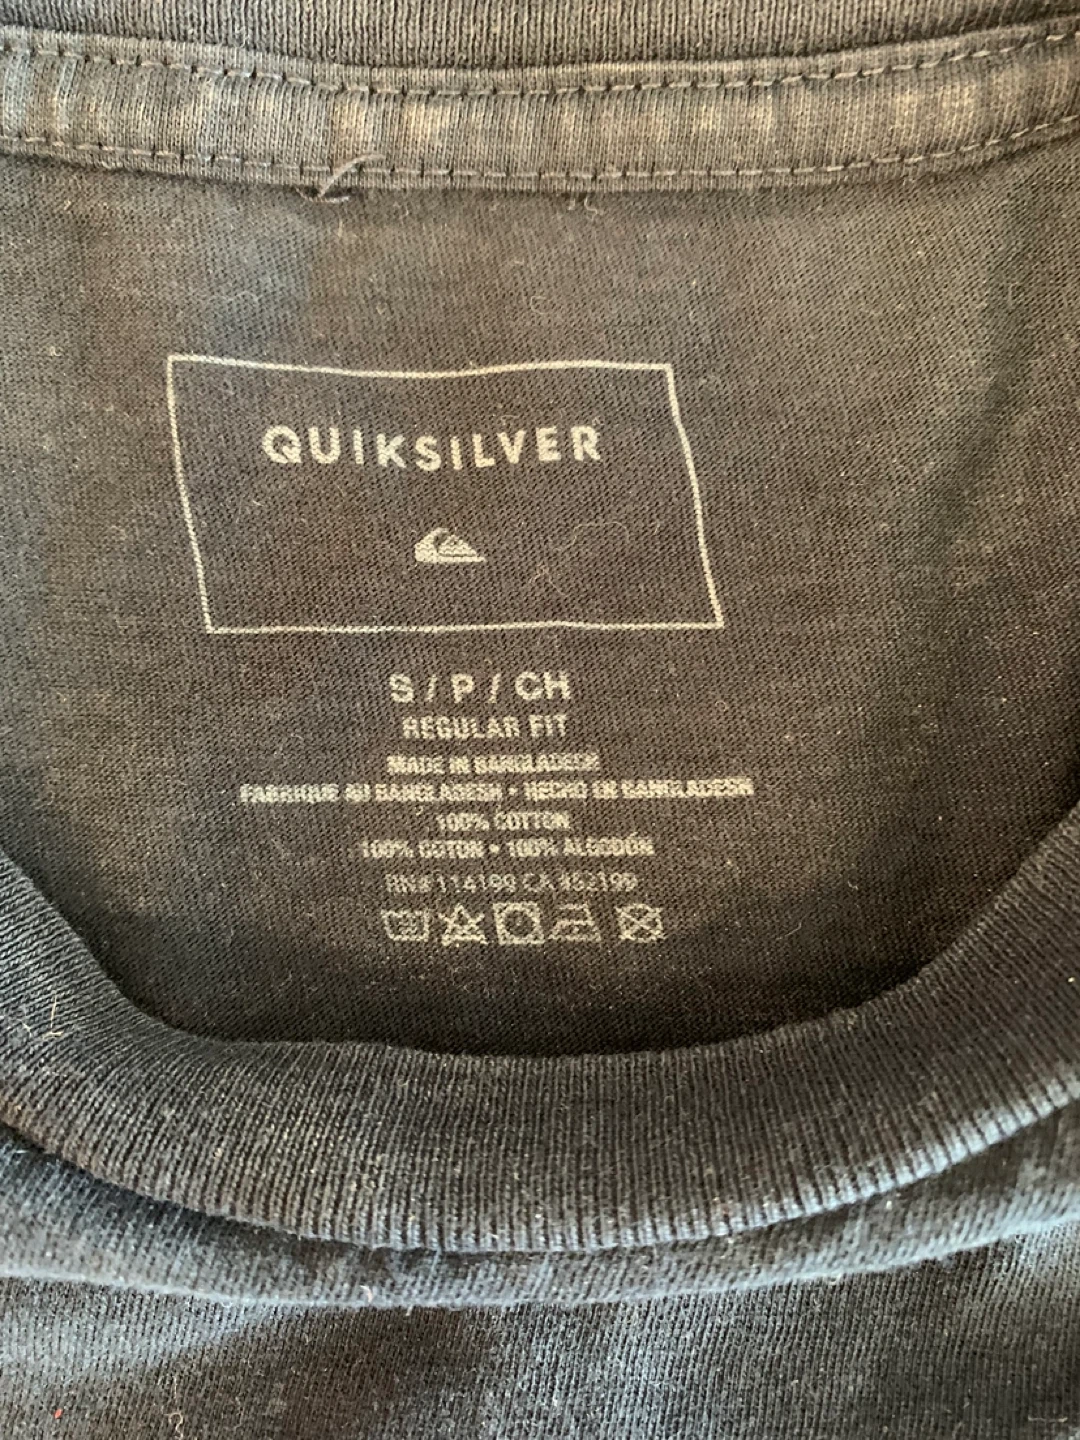 QUIKSILVER
S / P / CH
REGULAR FIT
MADE IN BANGLADESH
FABRIQUE AU BANGLADESH • HECHO EN BANGLADESH
100% COTTON
100% COTON • 100% ALGODÓN
RN# 114199 CA #52199